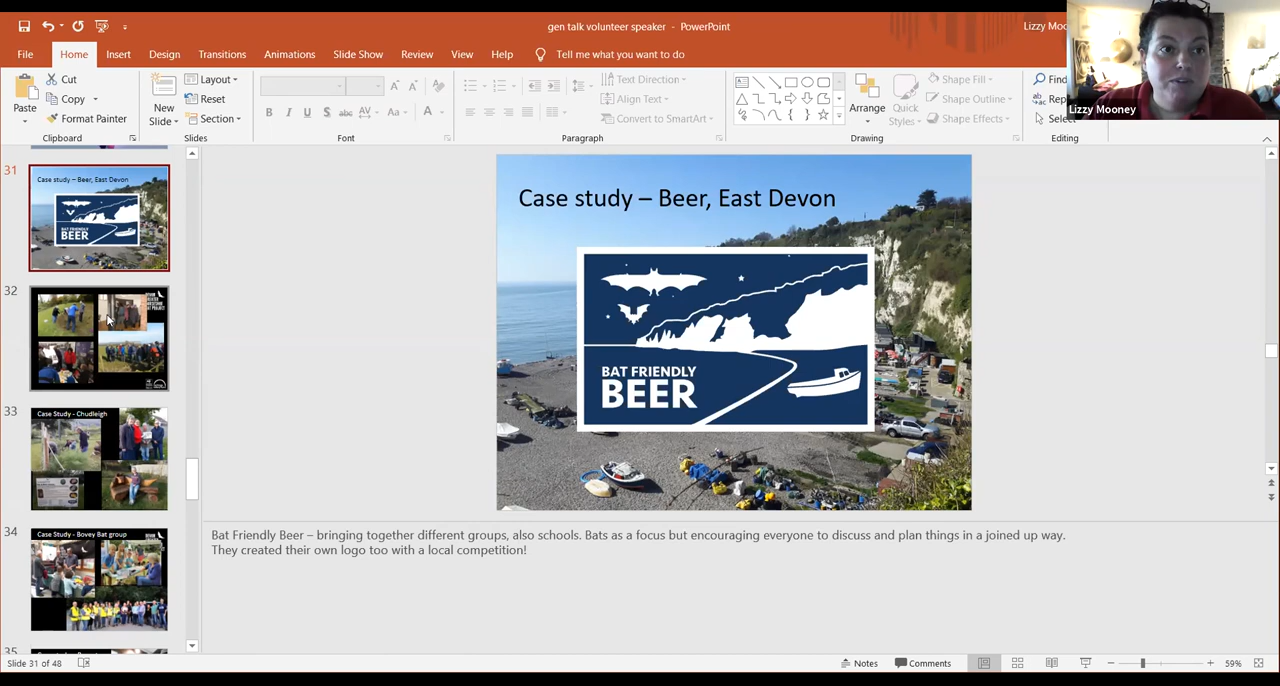 gen talk volunteer speaker - PowerPoint
Lizzy Moo
File Home Insert Design Transitions Animations Slide Show Review View Help Tell me what you want to do
Paste
Cut
Copy
Format Painter
Clipboard
New
Slide
Layout
Reset
Section
Slides
Font
Text Direction
Align Text
Convert to SmartArt
Paragraph
Arrange
Quick
Styles
Shape Fill
Shape Outline
Shape Effects
Drawing
Find
Rep
Select
Editing
Lizzy Mooney
31
Case study – Beer, East Devon
BAT FRIENDLY
BEER
32
33
Case Study - Chudleigh
34
Case Study - Bovey Bat group
35
Case study – Beer, East Devon
BAT FRIENDLY
BEER
Bat Friendly Beer – bringing together different groups, also schools. Bats as a focus but encouraging everyone to discuss and plan things in a joined up way.
They created their own logo too with a local competition!
Slide 31 of 48
Notes
Comments
59%